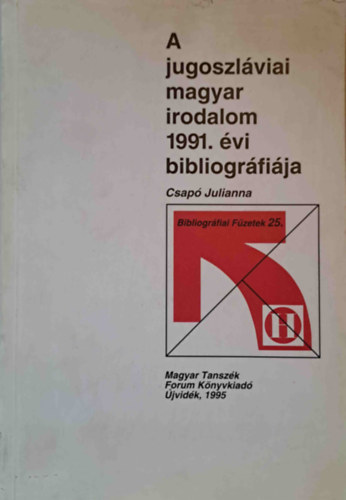 A
jugoszláviai
magyar
irodalom
1991. évi
bibliográfiája
Csapó Julianna
Bibliográfiai Füzetek 25.
H
Magyar Tanszék
Forum Könyvkiadó
Újvidék, 1995